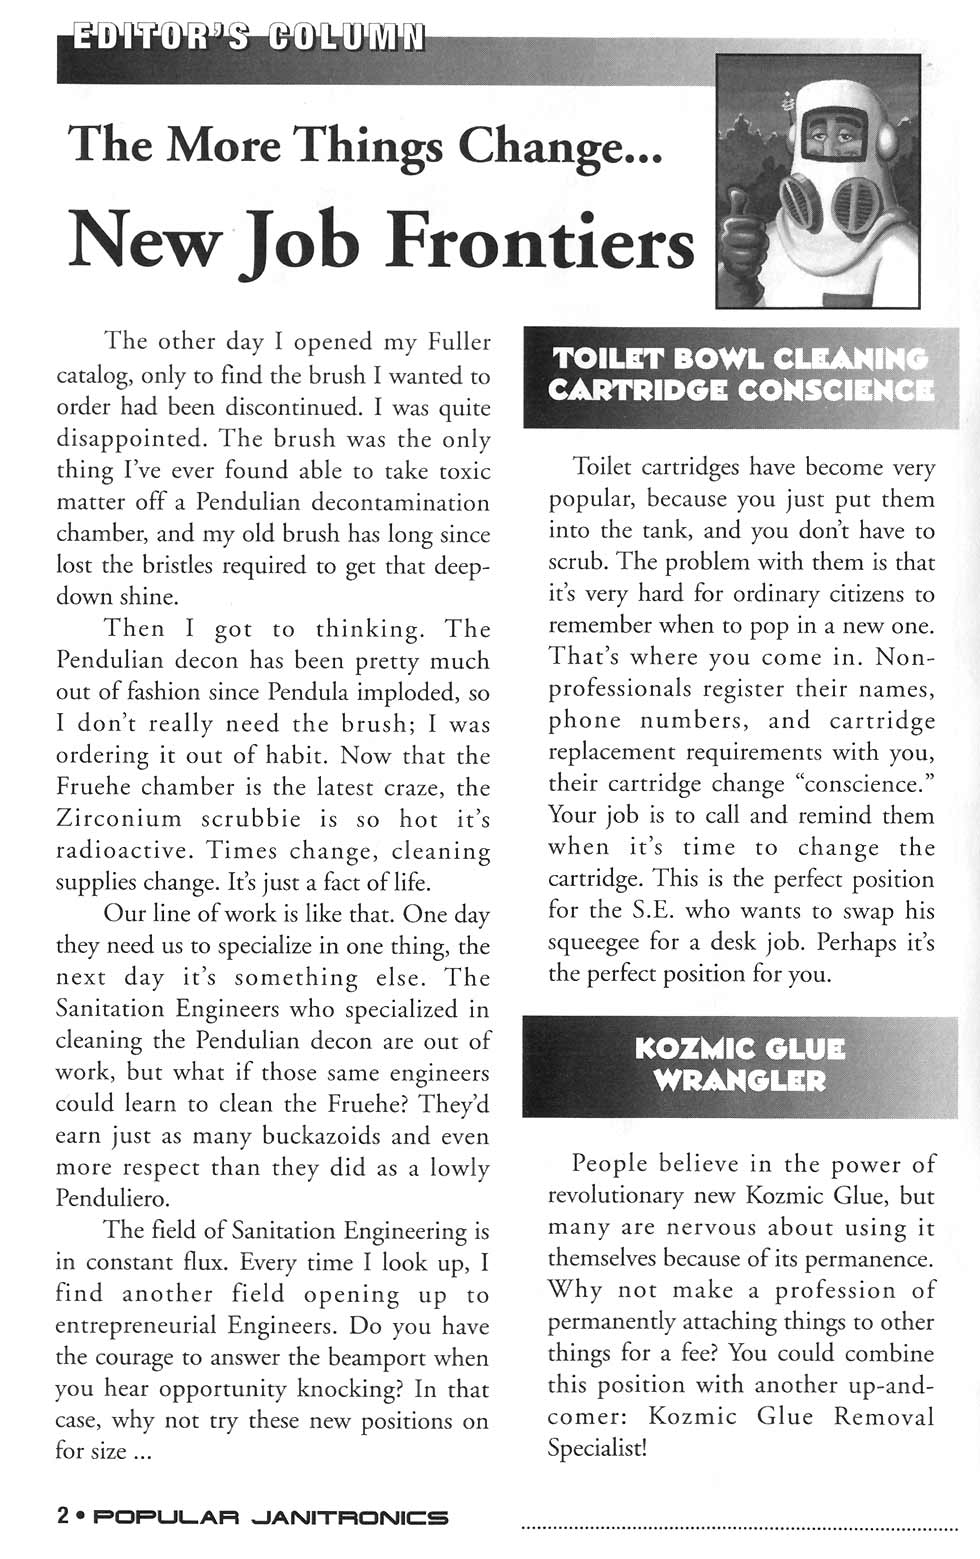 EDITOR'S COLUMN
The More Things Change...
New Job Frontiers
The other day I opened my Fuller
catalog, only to find the brush I wanted to
order had been discontinued. I was quite
disappointed. The brush was the only
thing I've ever found able to take toxic
matter off a Pendulian decontamination
chamber, and my old brush has long since
lost the bristles required to get that deep-
down shine.
Then I got to thinking. The
Pendulian decon has been pretty much
out of fashion since Pendula imploded, so
I don't really need the brush; I was
ordering it out of habit. Now that the
Fruehe chamber is the latest craze, the
Zirconium scrubbie is so hot it's
radioactive. Times change, cleaning
supplies change. It's just a fact of life.
Our line of work is like that. One day
they need us to specialize in one thing, the
next day it's something else. The
Sanitation Engineers who specialized in
cleaning the Pendulian decon are out of
work, but what if those same engineers
could learn to clean the Fruehe? They'd
earn just as many buckazoids and even
more respect than they did as a lowly
Penduliero.
The field of Sanitation Engineering is
in constant flux. Every time I look up, I
find another field opening up to
entrepreneurial Engineers. Do you have
the courage to answer the beamport when
you hear opportunity knocking? In that
case, why not try these new positions on
for size ...
TOILET BOWL CLEANING
CARTRIDGE CONSCIENCE
Toilet cartridges have become very
popular, because you just put them
into the tank, and you don't have to
scrub. The problem with them is that
it's very hard for ordinary citizens to
remember when to pop in a new one.
That's where you come in. Non-
professionals register their names,
phone numbers, and cartridge
replacement requirements with you,
their cartridge change “conscience.”
Your job is to call and remind them
when it's time to change the
cartridge. This is the perfect position
for the S.E. who wants to swap his
squeegee for a desk job. Perhaps it's
the perfect position for you.
KOZMIC GLUE
WRANGLER
People believe in the power of
revolutionary new Kozmic Glue, but
many are nervous about using it
themselves because of its permanence.
Why not make a profession of
permanently attaching things to other
things for a fee? You could combine
this position with another up-and-
comer: Kozmic Glue Removal
Specialist!
2 • POPULAR JANITRONICS